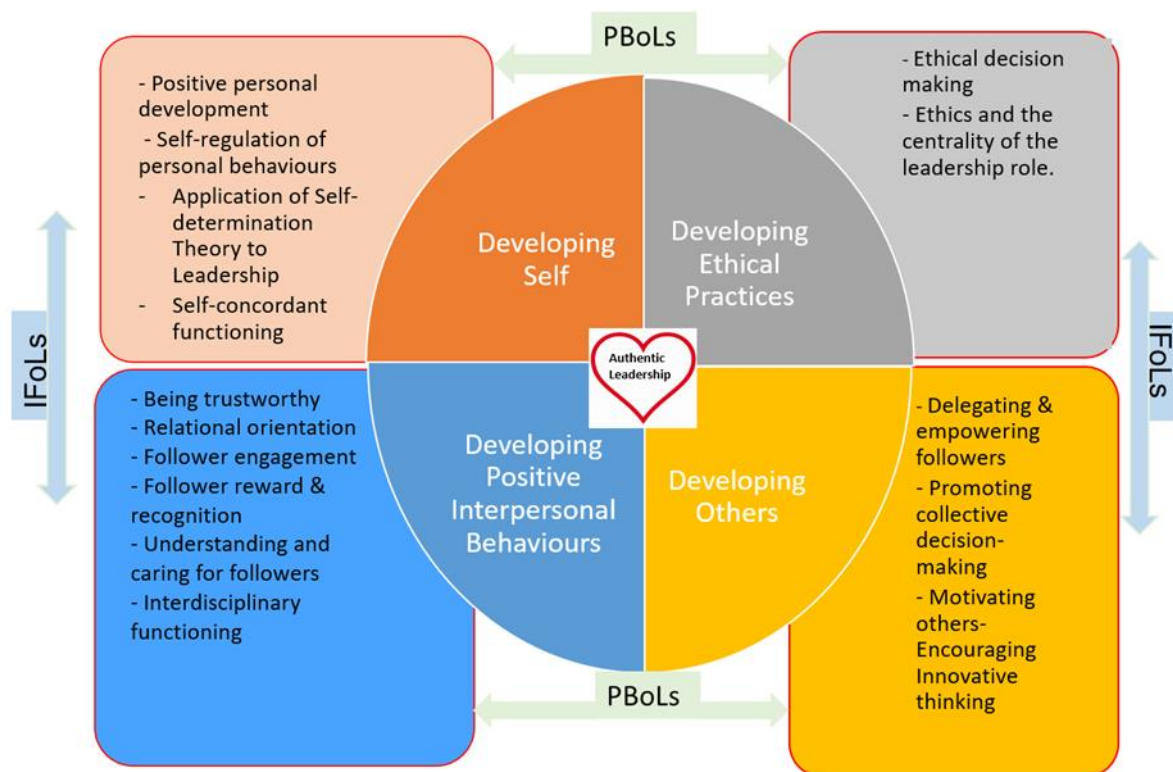 PBoLs
- Positive personal
development
- Self-regulation of
personal behaviours
- Application of Self-
determination
Theory to
Leadership
- Self-concordant
functioning
- Ethical decision
making
- Ethics and the
centrality of the
leadership role.
Developing
Self
Developing
Ethical
Practices
IFoLs
IFoLs
Authentic
Leadership
- Being trustworthy
- Relational orientation
- Follower engagement
- Follower reward &
recognition
- Understanding and
caring for followers
- Interdisciplinary
functioning
Developing
Positive
Interpersonal
Behaviours
Developing
Others
- Delegating &
empowering
followers
- Promoting
collective
decision-
making
- Motivating
others-
Encouraging
Innovative
thinking
PBoLs